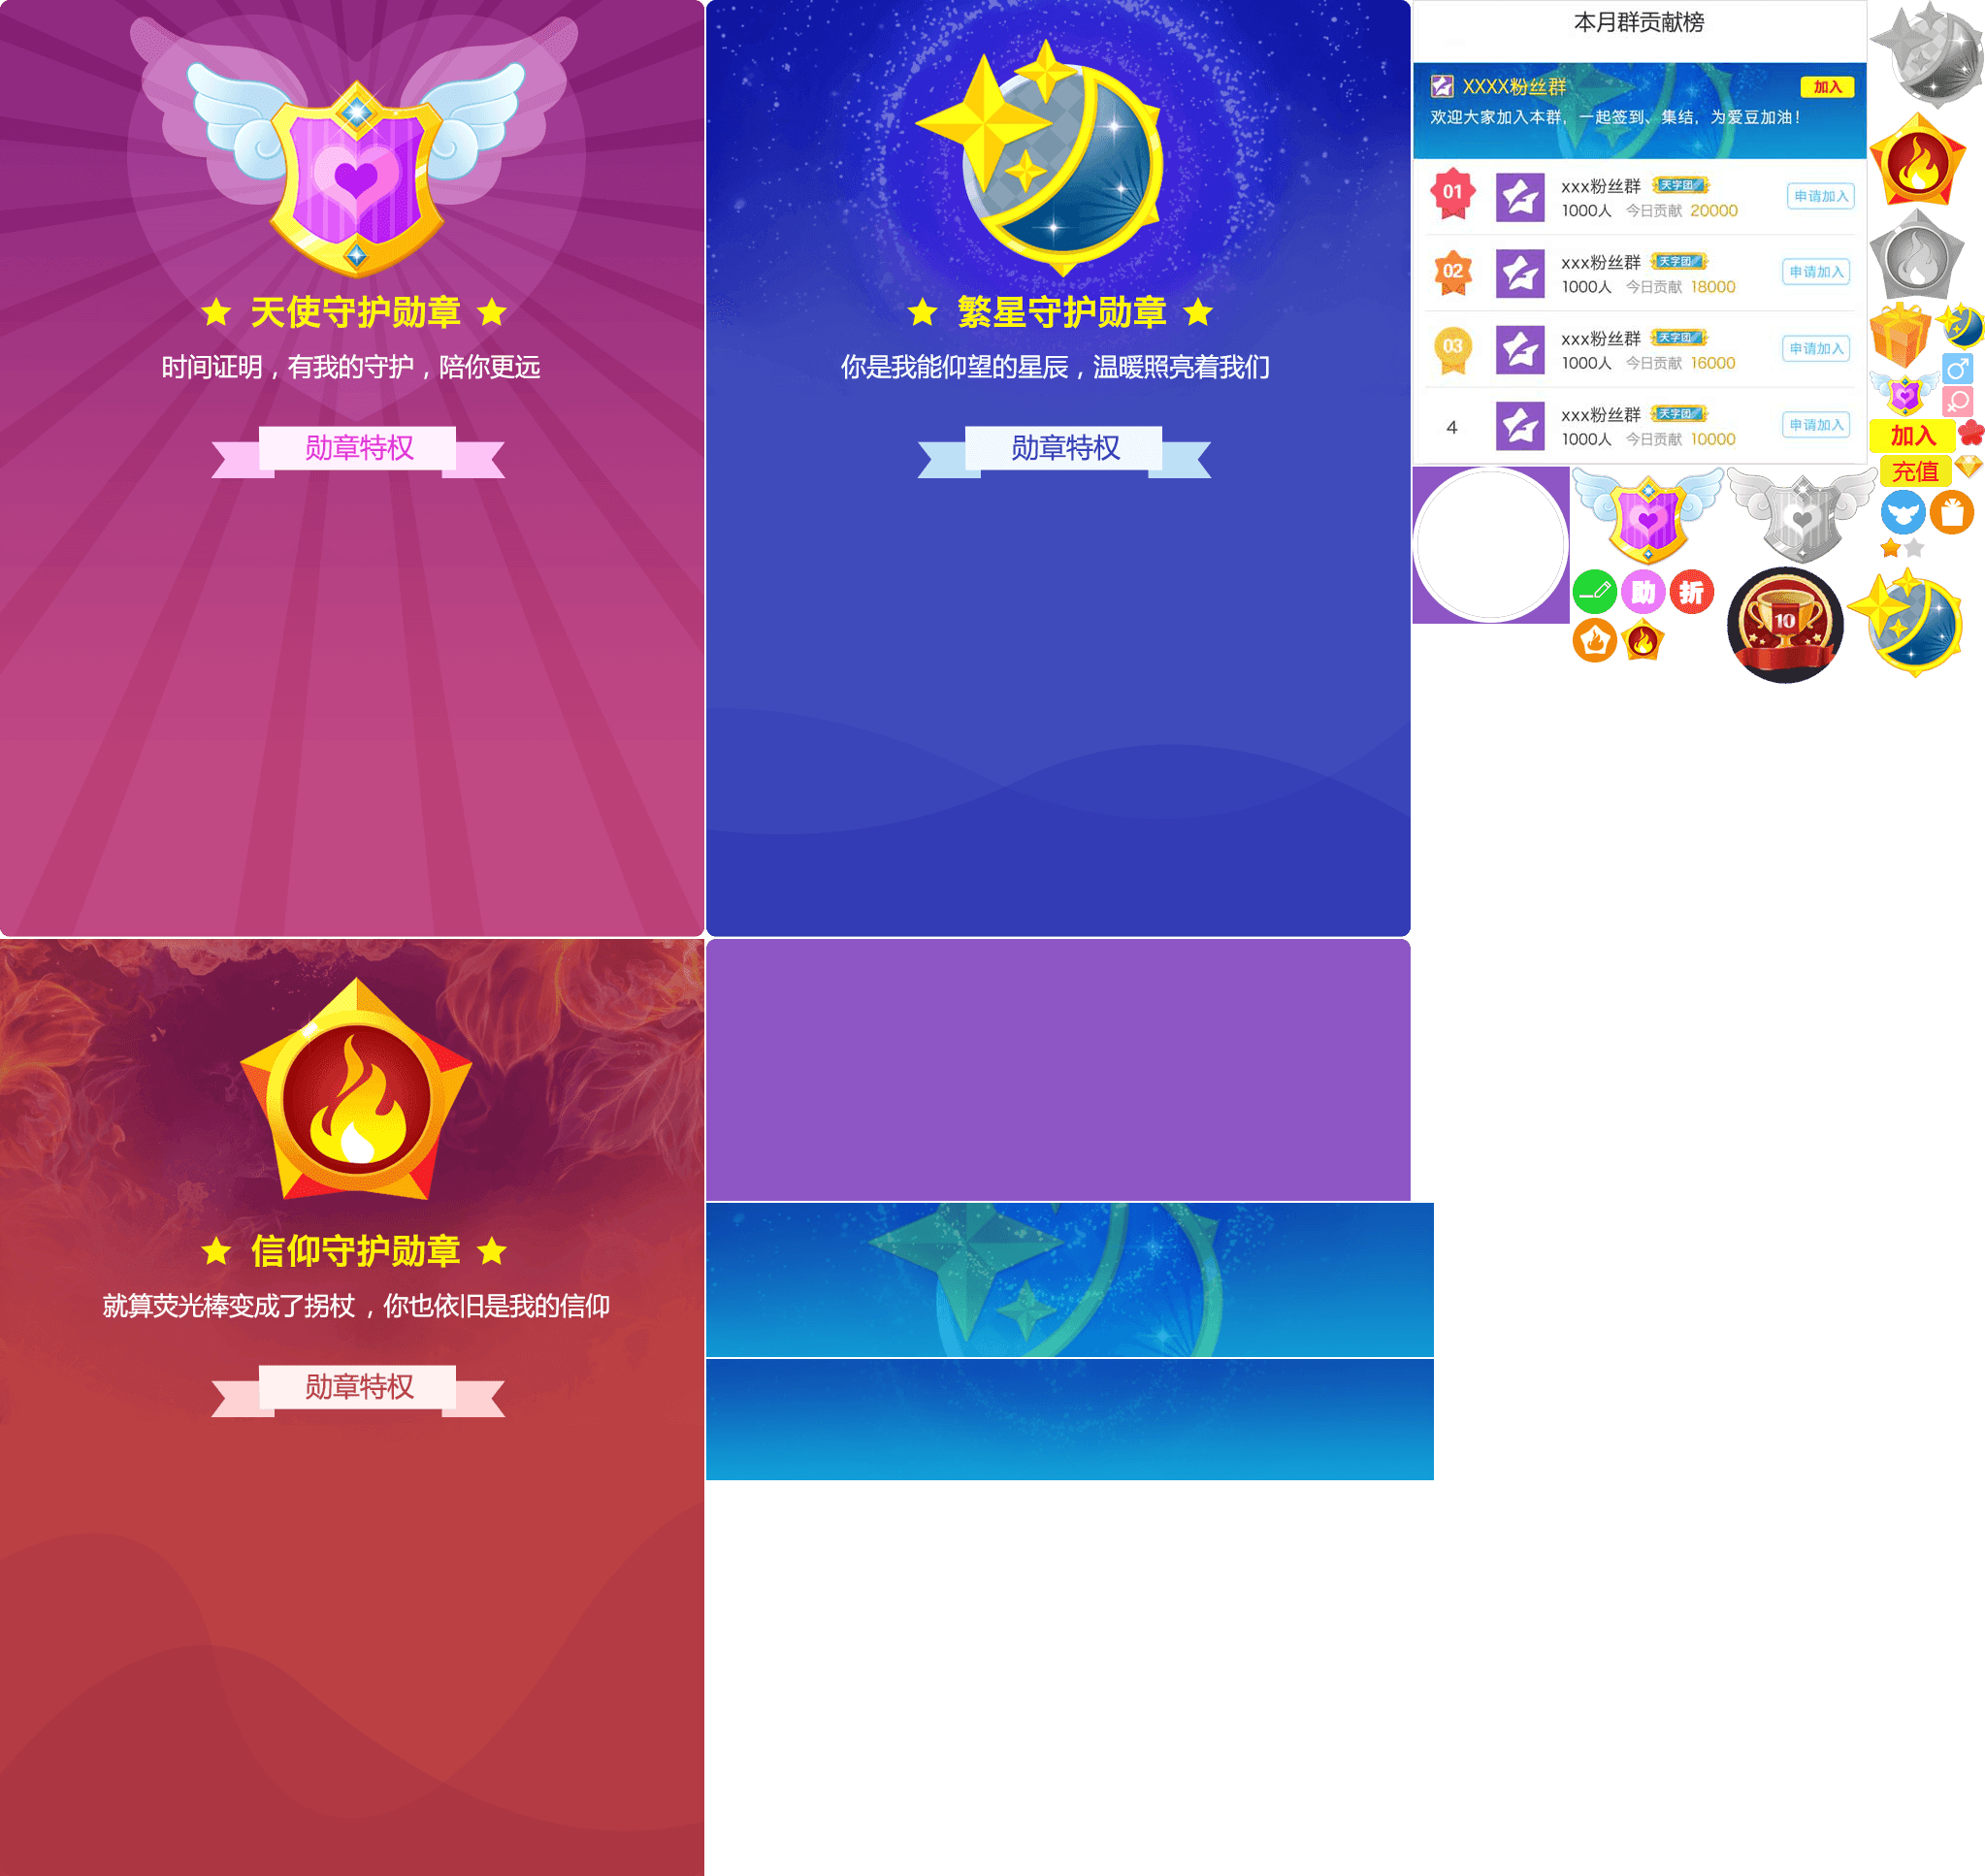 天使守护勋章
时间证明，有我的守护，陪你更远
勋章特权
繁星守护勋章
你是我能仰望的星辰，温暖照亮着我们
勋章特权
本月群贡献榜
XXXX粉丝群
加入
欢迎大家加入本群，一起签到、集结，为爱豆加油！
01
xxx粉丝群 天字团
1000人 今日贡献 20000
申请加入
02
xxx粉丝群 天字团
1000人 今日贡献 18000
申请加入
03
xxx粉丝群 天字团
1000人 今日贡献 16000
申请加入
4
xxx粉丝群 天字团
1000人 今日贡献 10000
申请加入
加入
充值
助
折
10
信仰守护勋章
就算荧光棒变成了拐杖，你也依旧是我的信仰
勋章特权